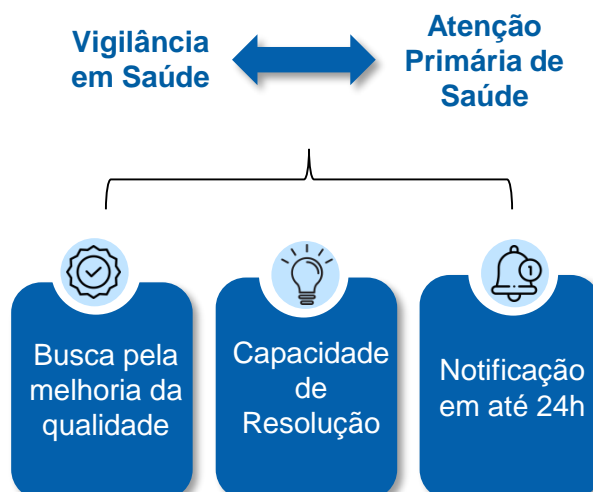 Vigilância
em Saúde
Atenção
Primária de
Saúde
Busca pela
melhoria da
qualidade
Capacidade
de
Resolução
1
Notificação
em até 24h